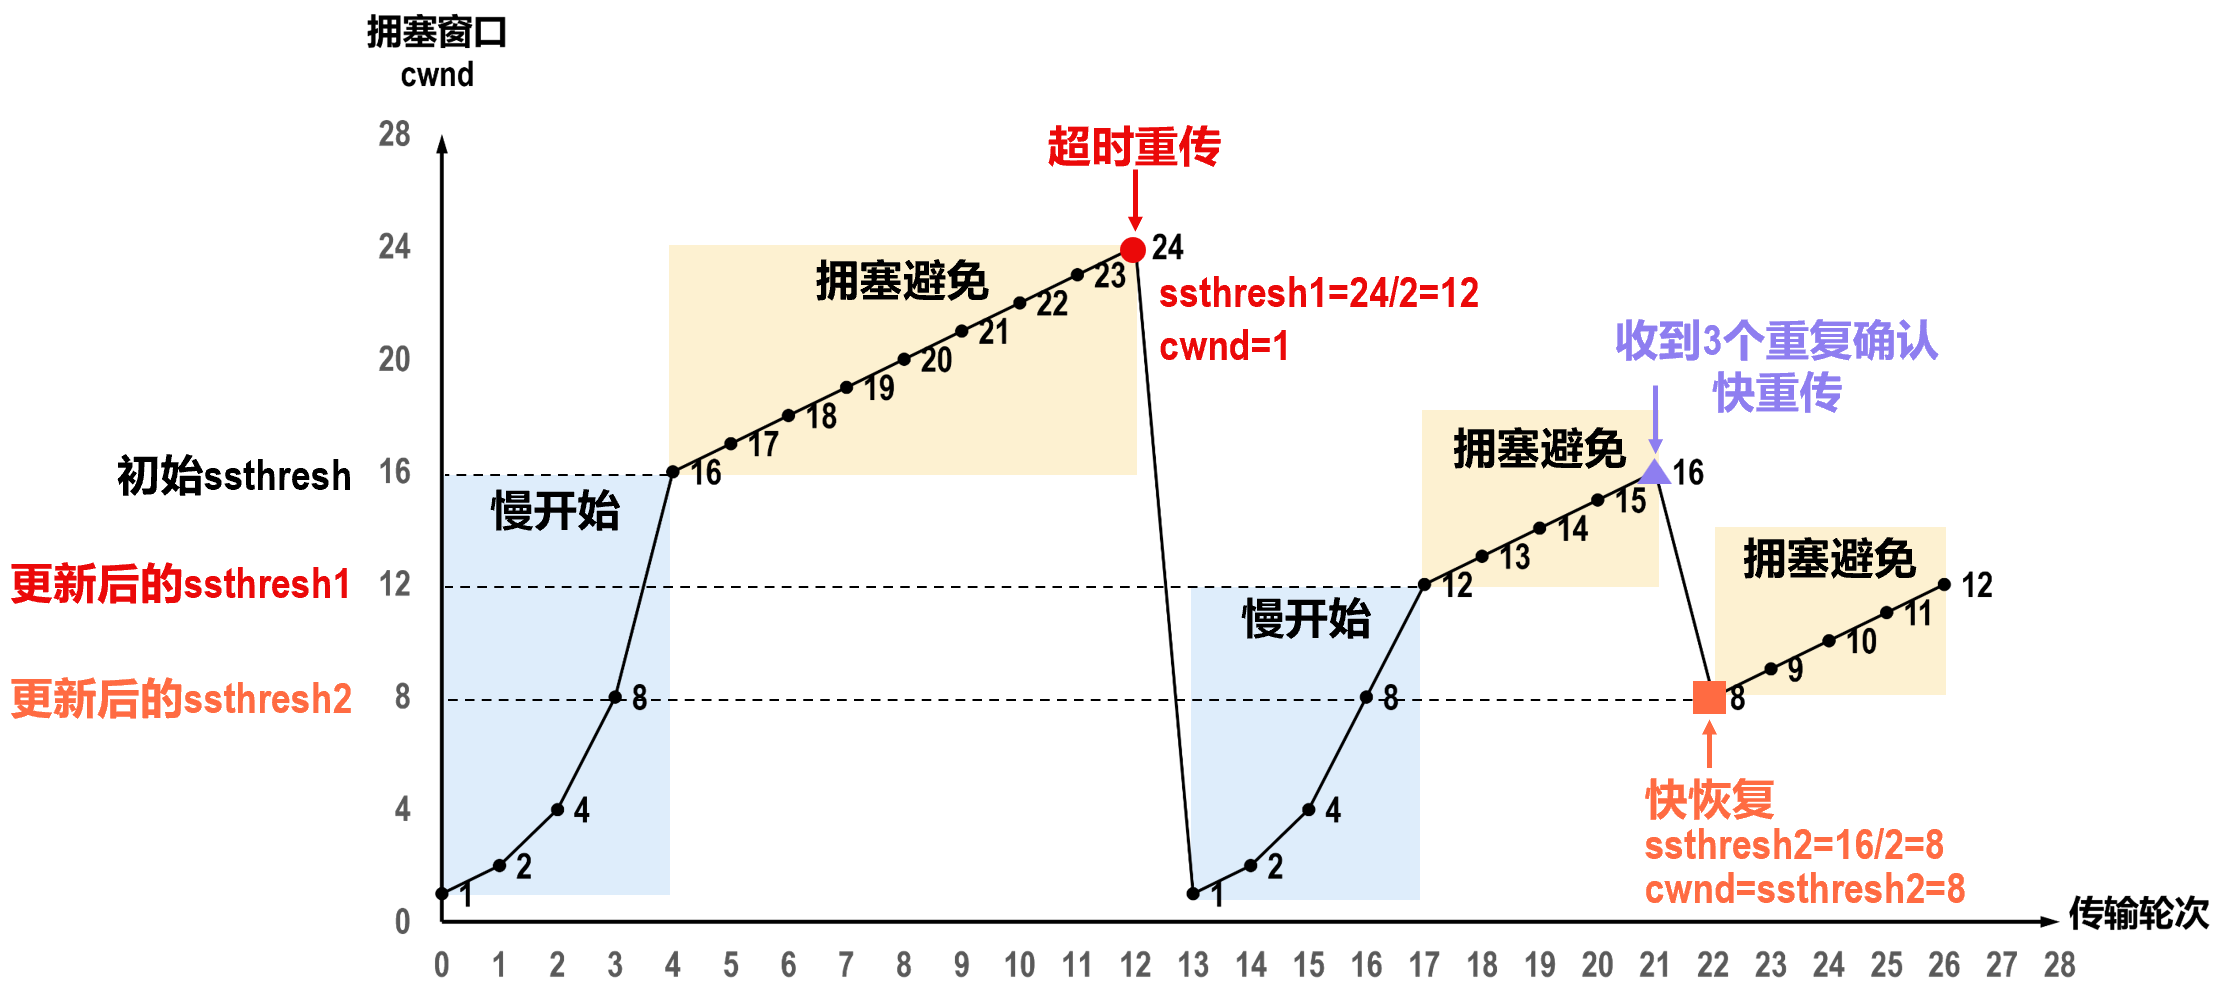 拥塞窗口
cwnd
28
超时重传
24
24
拥塞避免
23
ssthresh1=24/2=12
22
21
收到3个重复确认
cwnd=1
20
20
19
快重传
18
17
拥塞避免
初始ssthresh
16
16
16
慢开始
15
14
13
拥塞避免
更新后的ssthresh1
12
12
12
慢开始
11
10
9
更新后的ssthresh2
8
8
8
8
快恢复
4
4
4
ssthresh2=16/2=8
2
2
cwnd=ssthresh2=8
1
1
0
传输轮次
0 1 2 3 4 5 6 7 8 9 10 11 12 13 14 15 16 17 18 19 20 21 22 23 24 25 26 27 28